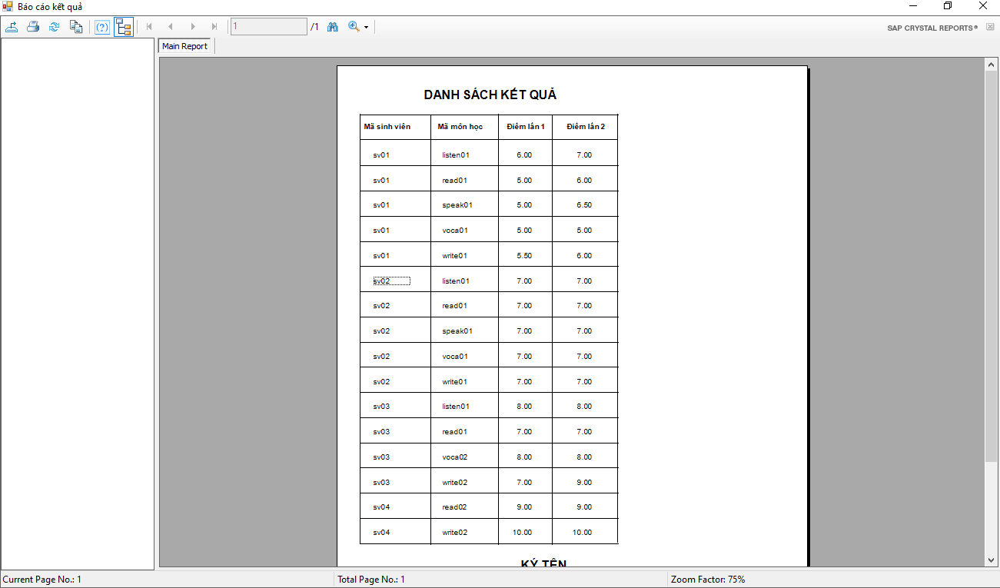 Báo cáo kết quả
1 /1
SAP CRYSTAL REPORTS®
Main Report
DANH SÁCH KẾT QUẢ
Mã sinh viên Mã môn học Điểm lần 1 Điểm lần 2
sv01 listen01 6.00 7.00
sv01 read01 5.00 6.00
sv01 speak01 5.00 6.50
sv01 voca01 5.00 5.00
sv01 write01 5.50 6.00
sv02 listen01 7.00 7.00
sv02 read01 7.00 7.00
sv02 speak01 7.00 7.00
sv02 voca01 7.00 7.00
sv02 write01 7.00 7.00
sv03 listen01 8.00 8.00
sv03 read01 7.00 7.00
sv03 voca02 8.00 8.00
sv03 write02 7.00 9.00
sv04 read02 9.00 9.00
sv04 write02 10.00 10.00
KÝ TÊN
Current Page No.: 1 Total Page No.: 1 Zoom Factor: 75%